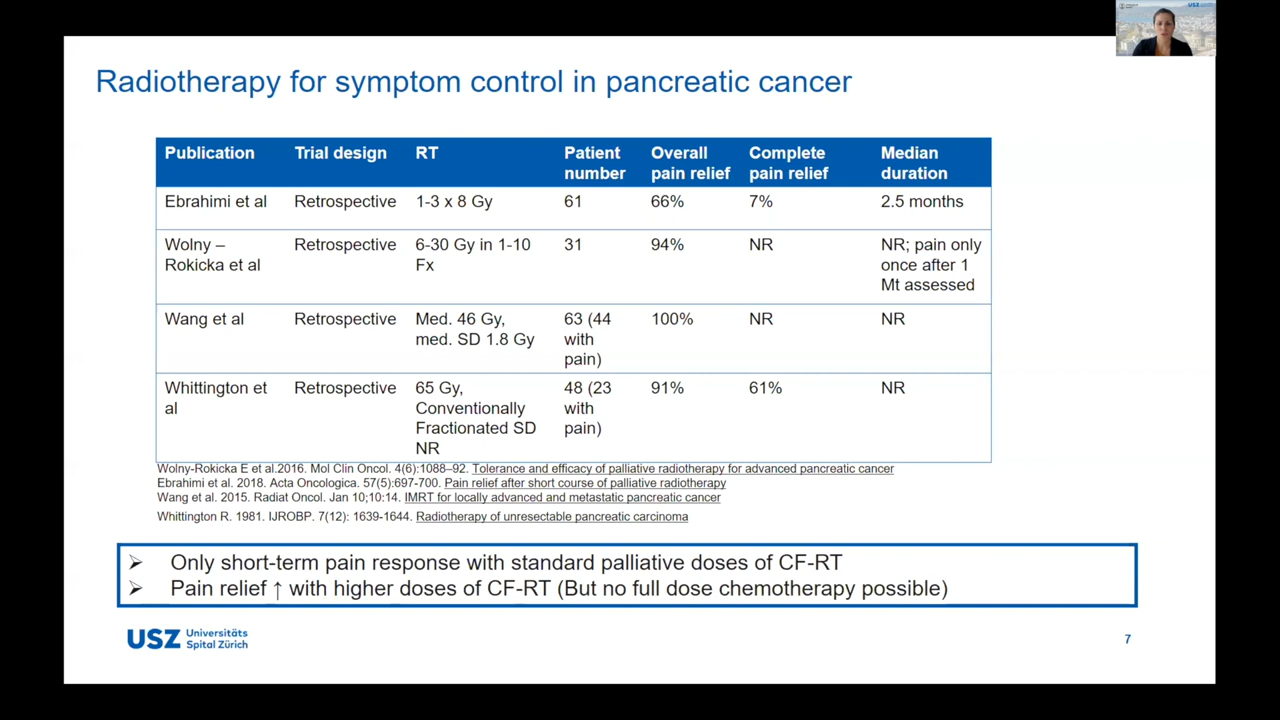 Radiotherapy for symptom control in pancreatic cancer
Publication Trial design RT Patient number Overall pain relief Complete pain relief Median duration
Ebrahimi et al Retrospective 1-3 x 8 Gy 61 66% 7% 2.5 months
Wolny – Rokicka et al Retrospective 6-30 Gy in 1-10 Fx 31 94% NR NR; pain only once after 1 Mt assessed
Wang et al Retrospective Med. 46 Gy, med. SD 1.8 Gy 63 (44 with pain) 100% NR NR
Whittington et al Retrospective 65 Gy, Conventionally Fractionated SD NR 48 (23 with pain) 91% 61% NR
Wolny-Rokicka E et al.2016. Mol Clin Oncol. 4(6):1088–92. Tolerance and efficacy of palliative radiotherapy for advanced pancreatic cancer
Ebrahimi et al. 2018. Acta Oncologica. 57(5):697-700. Pain relief after short course of palliative radiotherapy
Wang et al. 2015. Radiat Oncol. Jan 10;10:14. IMRT for locally advanced and metastatic pancreatic cancer
Whittington R. 1981. IJROBP. 7(12): 1639-1644. Radiotherapy of unresectable pancreatic carcinoma
➢ Only short-term pain response with standard palliative doses of CF-RT
➢ Pain relief ↑ with higher doses of CF-RT (But no full dose chemotherapy possible)
USZ Universitäts
Spital Zürich
7
USZ